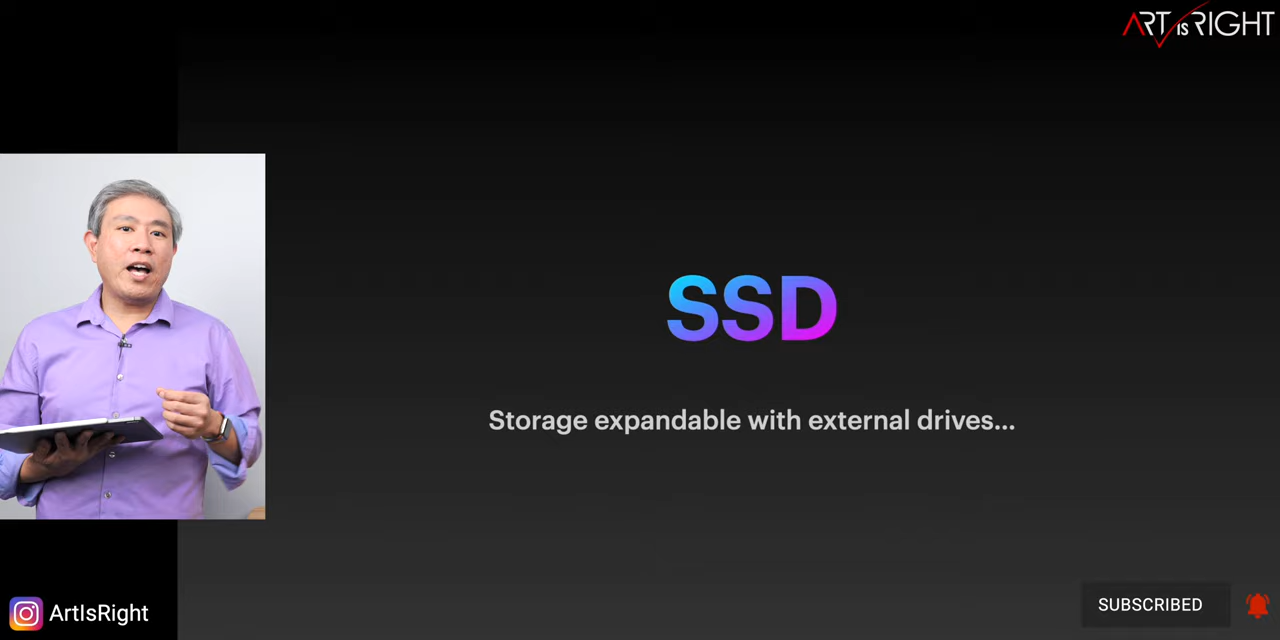 ART IS RIGHT
SSD
Storage expandable with external drives...
SUBSCRIBED
ArtIsRight